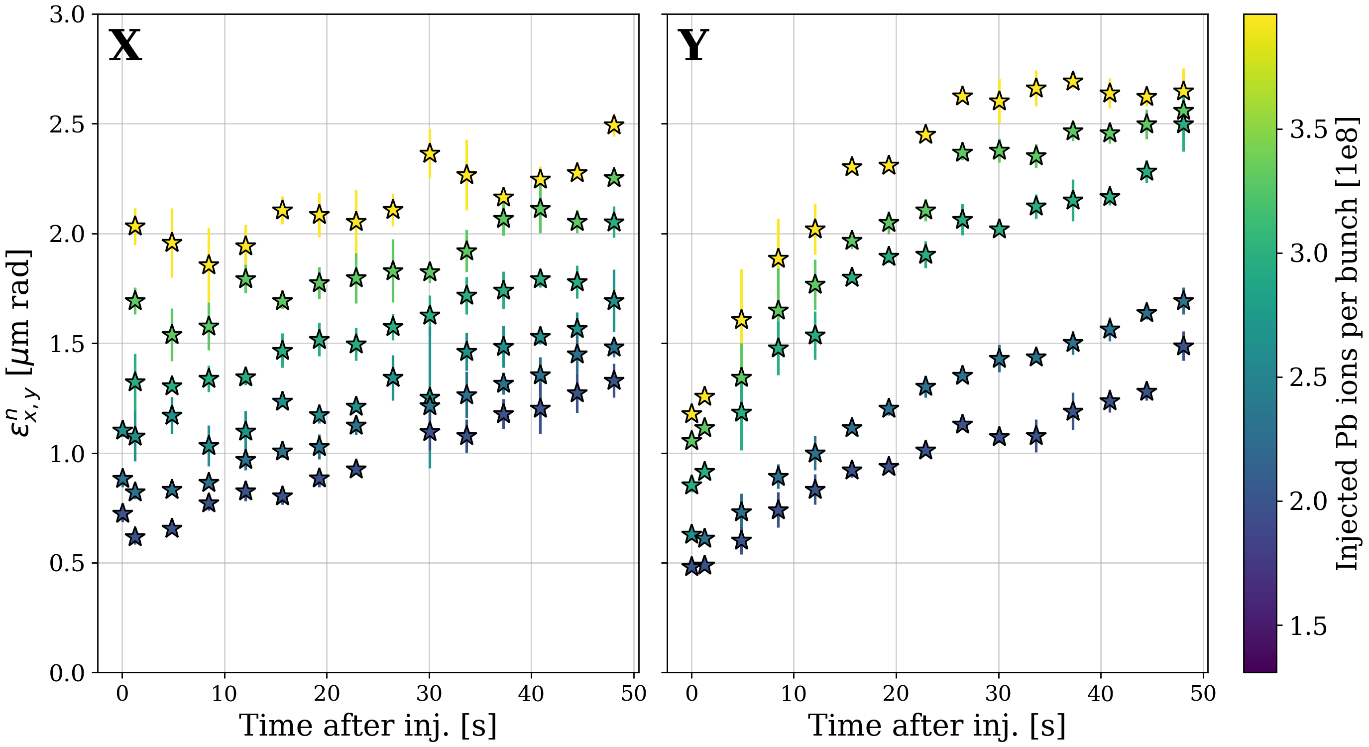 X
Y
3.0
2.5
2.0
1.5
1.0
0.5
0.0
ε^n_{x,y} [μm rad]
0 10 20 30 40 50
0 10 20 30 40 50
Time after inj. [s]
Time after inj. [s]
3.5
3.0
2.5
2.0
1.5
Injected Pb ions per bunch [1e8]